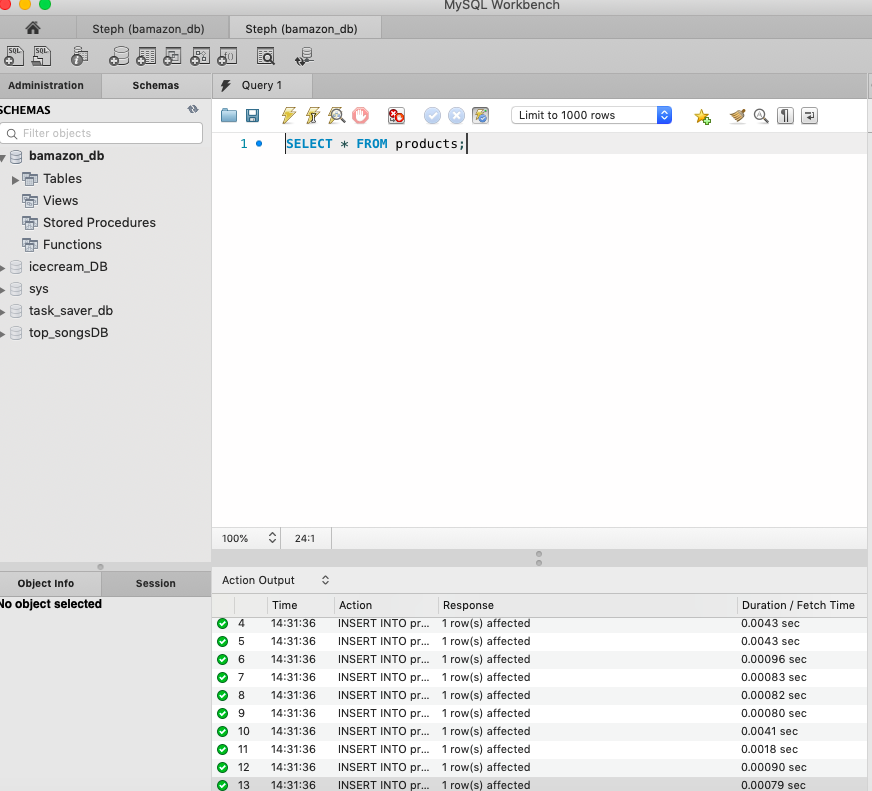 MySQL Workbench
Steph (bamazon_db)
Steph (bamazon_db)
SQL
SQL
Administration
Schemas
Query 1
SCHEMAS
Filter objects
Limit to 1000 rows
1
SELECT * FROM products;
bamazon_db
Tables
Views
Stored Procedures
Functions
icecream_DB
sys
task_saver_db
top_songsDB
100%
24:1
Object Info
Session
No object selected
Action Output
Time Action Response Duration / Fetch Time
4 14:31:36 INSERT INTO pr... 1 row(s) affected 0.0043 sec
5 14:31:36 INSERT INTO pr... 1 row(s) affected 0.0043 sec
6 14:31:36 INSERT INTO pr... 1 row(s) affected 0.00096 sec
7 14:31:36 INSERT INTO pr... 1 row(s) affected 0.00083 sec
8 14:31:36 INSERT INTO pr... 1 row(s) affected 0.00082 sec
9 14:31:36 INSERT INTO pr... 1 row(s) affected 0.00080 sec
10 14:31:36 INSERT INTO pr... 1 row(s) affected 0.0041 sec
11 14:31:36 INSERT INTO pr... 1 row(s) affected 0.0018 sec
12 14:31:36 INSERT INTO pr... 1 row(s) affected 0.00090 sec
13 14:31:36 INSERT INTO pr... 1 row(s) affected 0.00079 sec